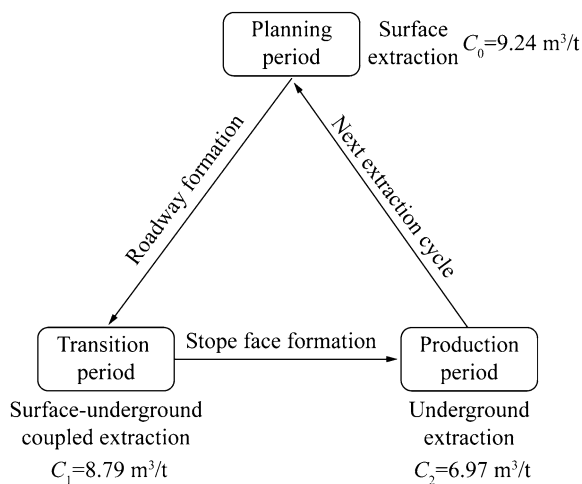 Planning
period
Surface
extraction
C₀=9.24 m³/t
Roadway formation
Next extraction cycle
Transition
period
Stope face formation
Production
period
Surface-underground
coupled extraction
C₁=8.79 m³/t
Underground
extraction
C₂=6.97 m³/t